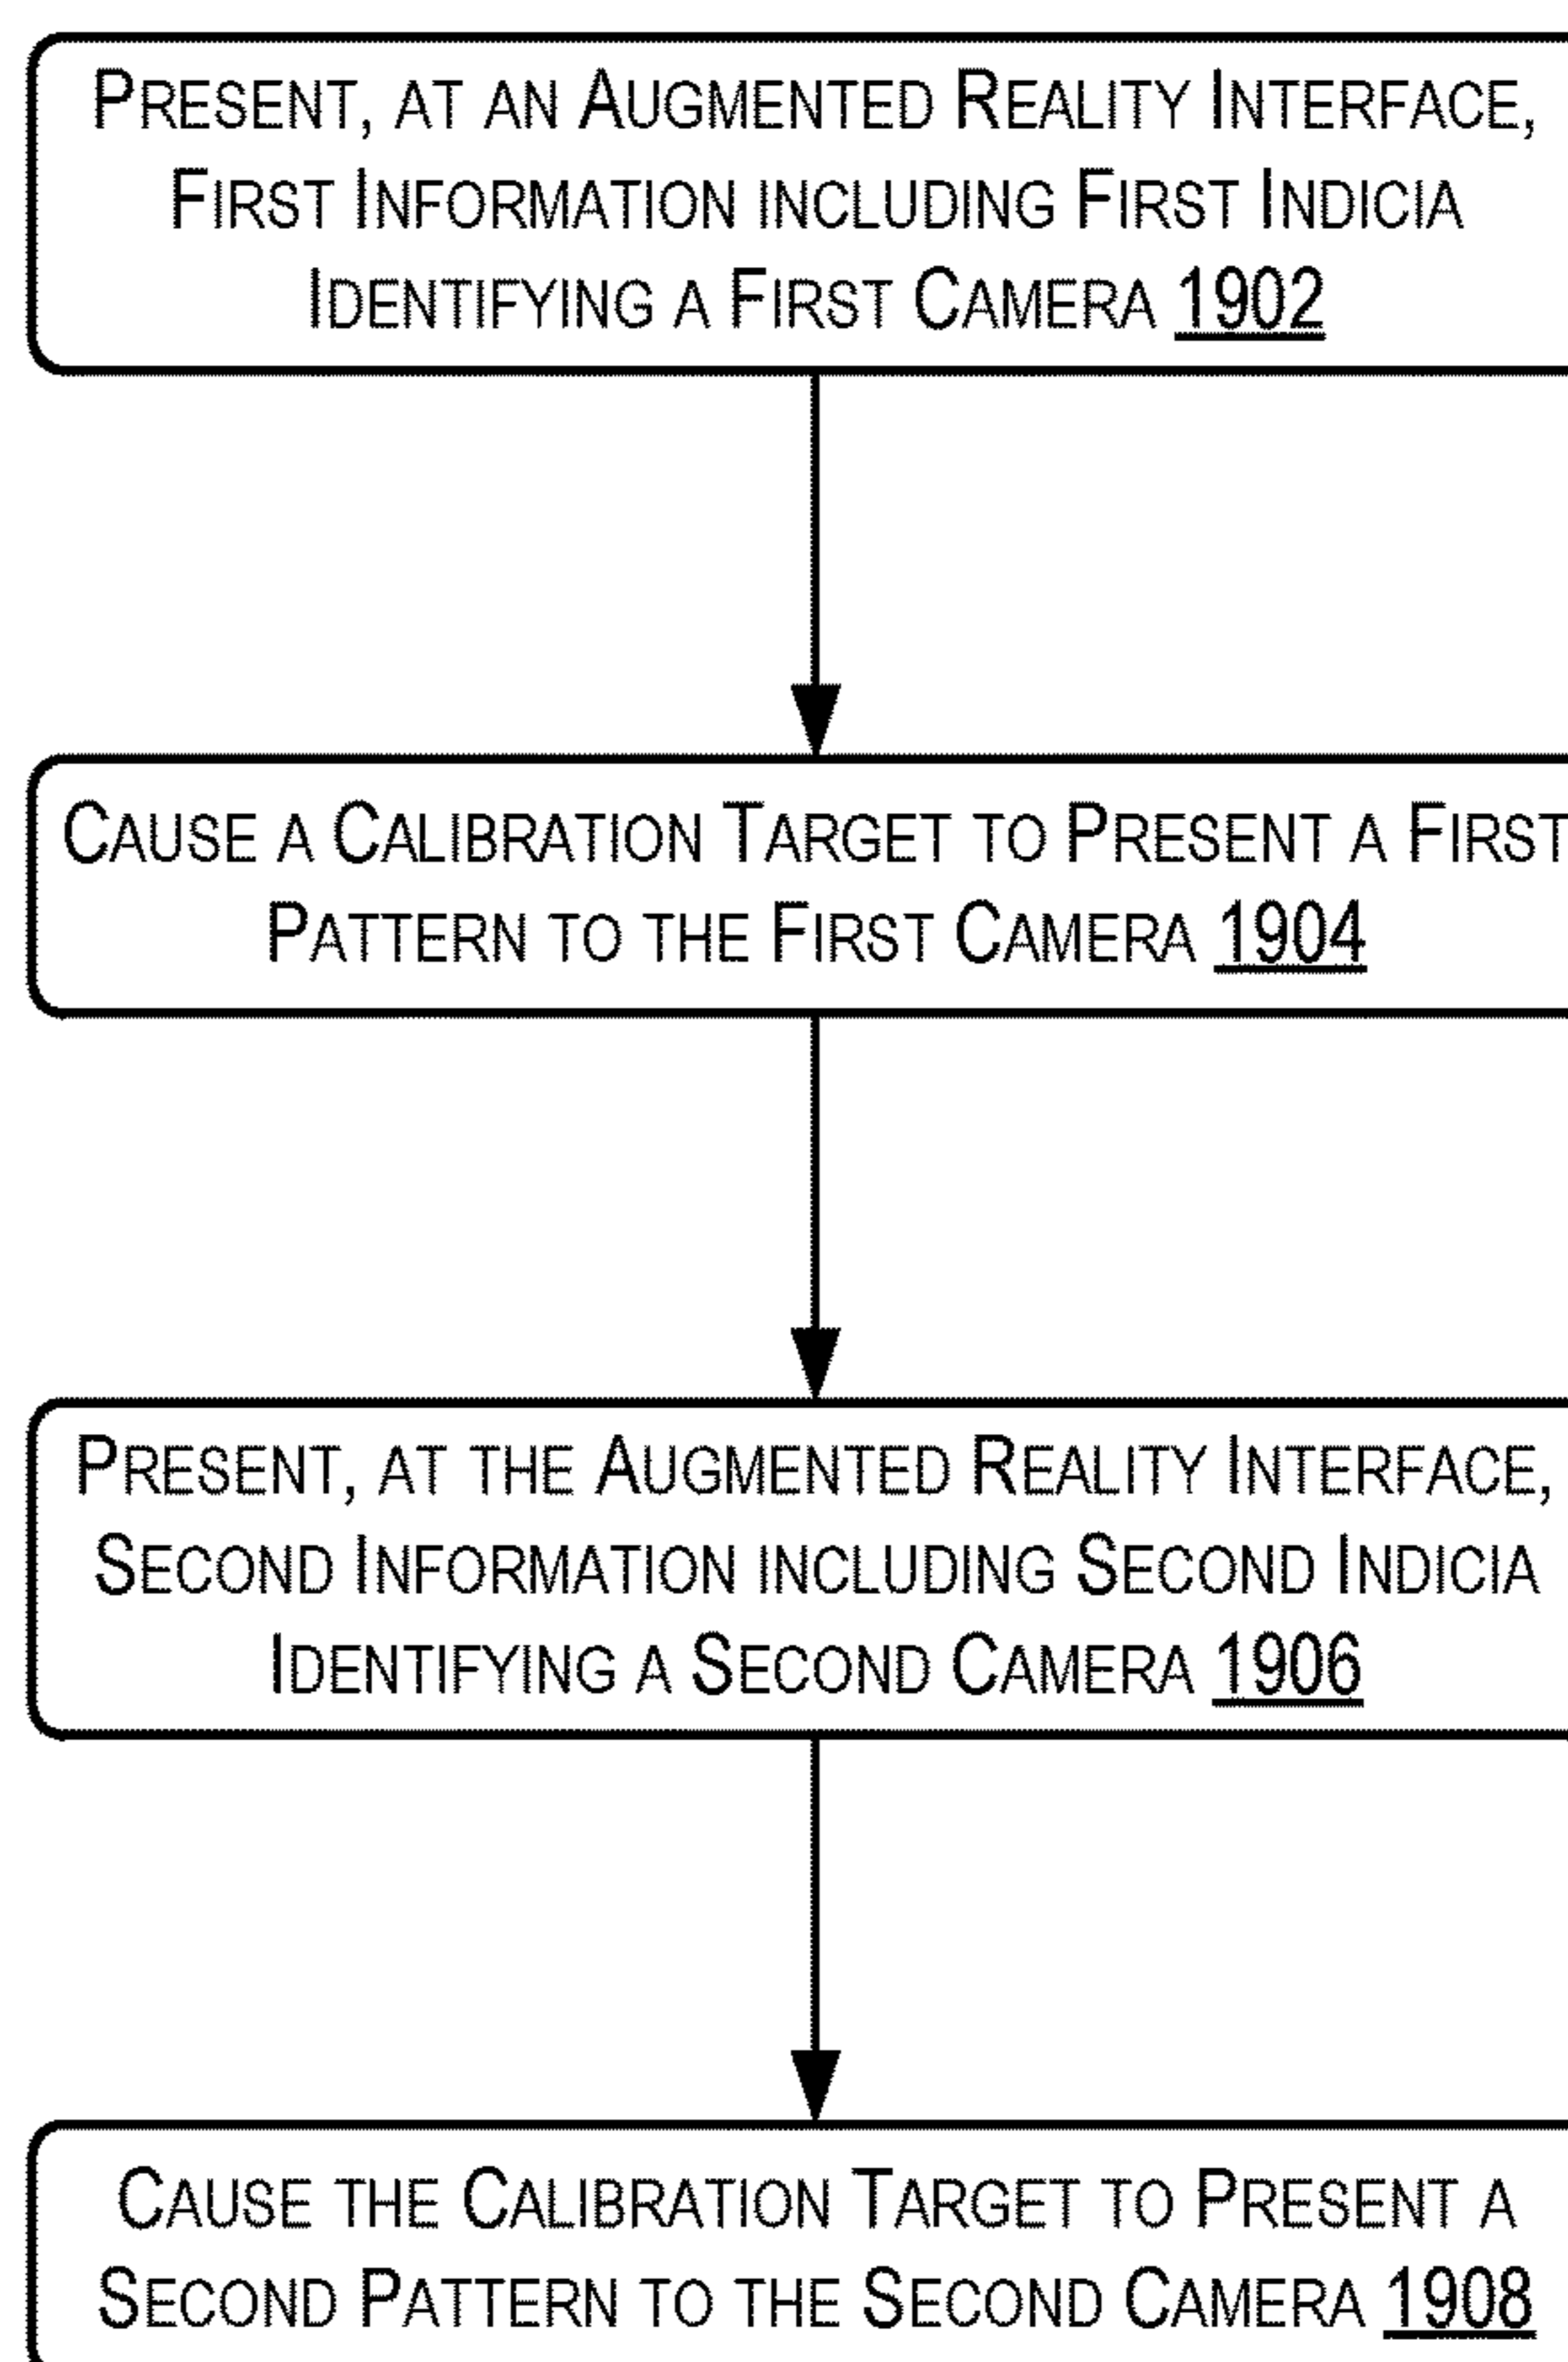 Present, at an Augmented Reality Interface,
First Information including First Indicia
Identifying a First Camera 1902
Cause a Calibration Target to Present a First
Pattern to the First Camera 1904
Present, at the Augmented Reality Interface,
Second Information including Second Indicia
Identifying a Second Camera 1906
Cause the Calibration Target to Present a
Second Pattern to the Second Camera 1908